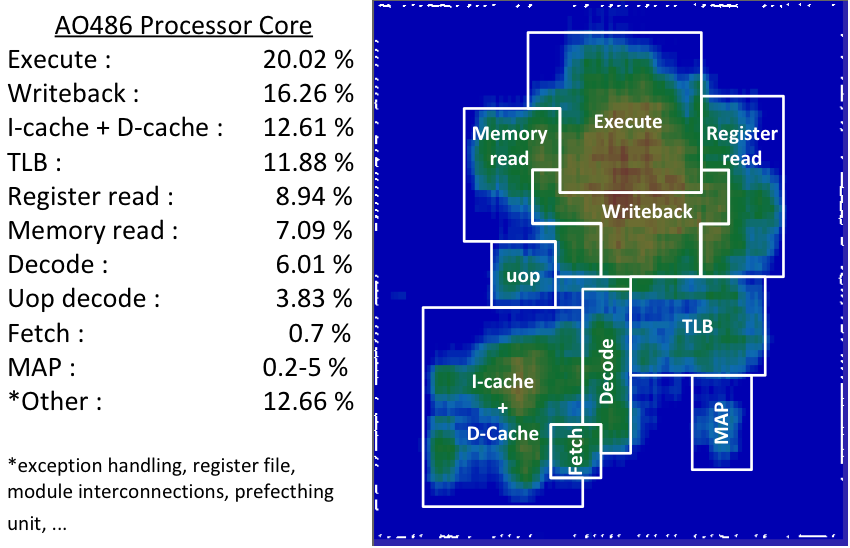 AO486 Processor Core
Execute : 20.02 %
Writeback : 16.26 %
I-cache + D-cache : 12.61 %
TLB : 11.88 %
Register read : 8.94 %
Memory read : 7.09 %
Decode : 6.01 %
Uop decode : 3.83 %
Fetch : 0.7 %
MAP : 0.2-5 %
*Other : 12.66 %
*exception handling, register file,
module interconnections, prefecthing
unit, ...
Execute
Memory
read
Register
read
Writeback
uop
TLB
Decode
I-cache
+
D-Cache
Fetch
MAP